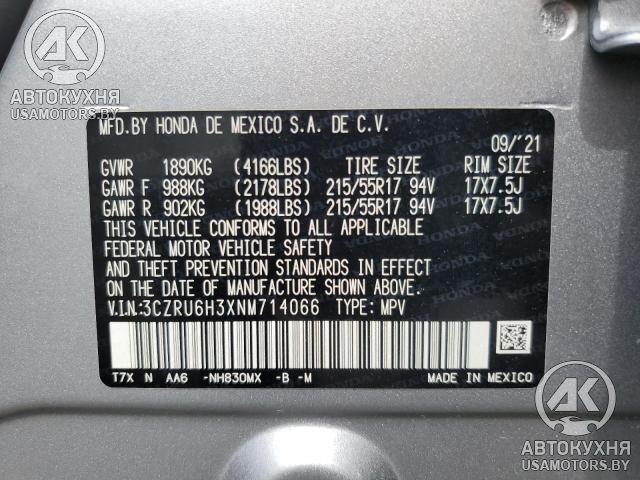 AK
АВТОКУХНЯ
USAMOTORS.BY
MFD.BY HONDA DE MEXICO S.A. DE C.V.
09/'21
GVWR 1890KG (4166LBS) TIRE SIZE RIM SIZE
GAWR F 988KG (2178LBS) 215/55R17 94V 17X7.5J
GAWR R 902KG (1988LBS) 215/55R17 94V 17X7.5J
THIS VEHICLE CONFORMS TO ALL APPLICABLE
FEDERAL MOTOR VEHICLE SAFETY
AND THEFT PREVENTION STANDARDS IN EFFECT
ON THE DATE OF MANUFACTURE SHOWN ABOVE.
V.I.N.:3CZRU6H3XNM714066 TYPE: MPV
T7X N AA6 -NH830MX -B -M MADE IN MEXICO
AK
АВТОКУХНЯ
USAMOTORS.BY